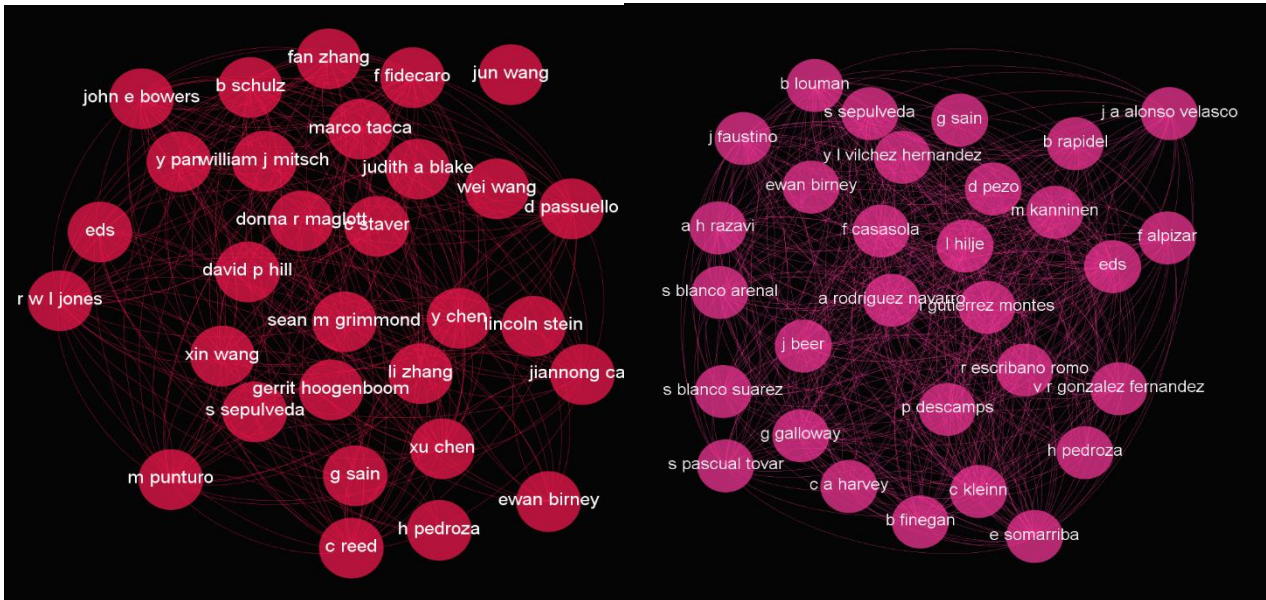 fan zhang
f fidecaro
jun wang
b schulz
john e bowers
marco tacca
y pan
william j mitsch
judith a blake
wei wang
d passuello
donna r maglott
c staver
eds
david p hill
r w l jones
sean m grimmond
y chen
lincoln stein
xin wang
li zhang
jiannong ca
gerrit hoogenboom
s sepulveda
xu chen
m punturo
g sain
ewan birney
h pedroza
c reed
b louman
s sepulveda
g sain
j a alonso velasco
j faustino
b rapidel
y l vilchez hernandez
ewan birney
d pezo
m kanninen
a h razavi
f casasola
l hilje
f alpizar
eds
s blanco arenal
a rodriguez navarro
r gutierrez montes
j beer
r escribano romo
s blanco suarez
v r gonzalez fernandez
p descamps
g galloway
h pedroza
s pascual tovar
c a harvey
c kleinn
b finegan
e somarriba